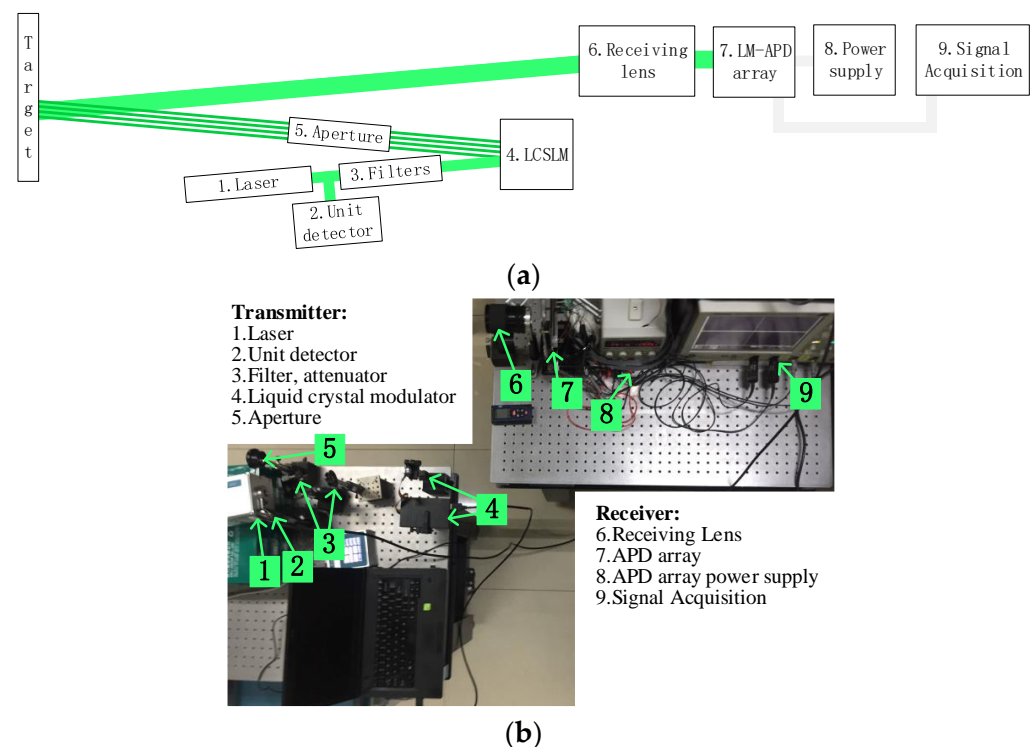 Target
6.Receiving
lens
7.LM-APD
array
8.Power
supply
9.Signal
Acquisition
5.Aperture
4.LCSLM
3.Filters
1.Laser
2.Unit
detector
(a)
Transmitter:
1.Laser
2.Unit detector
3.Filter, attenuator
4.Liquid crystal modulator
5.Aperture
6
7
8
9
5
4
1
2
3
Receiver:
6.Receiving Lens
7.APD array
8.APD array power supply
9.Signal Acquisition
(b)